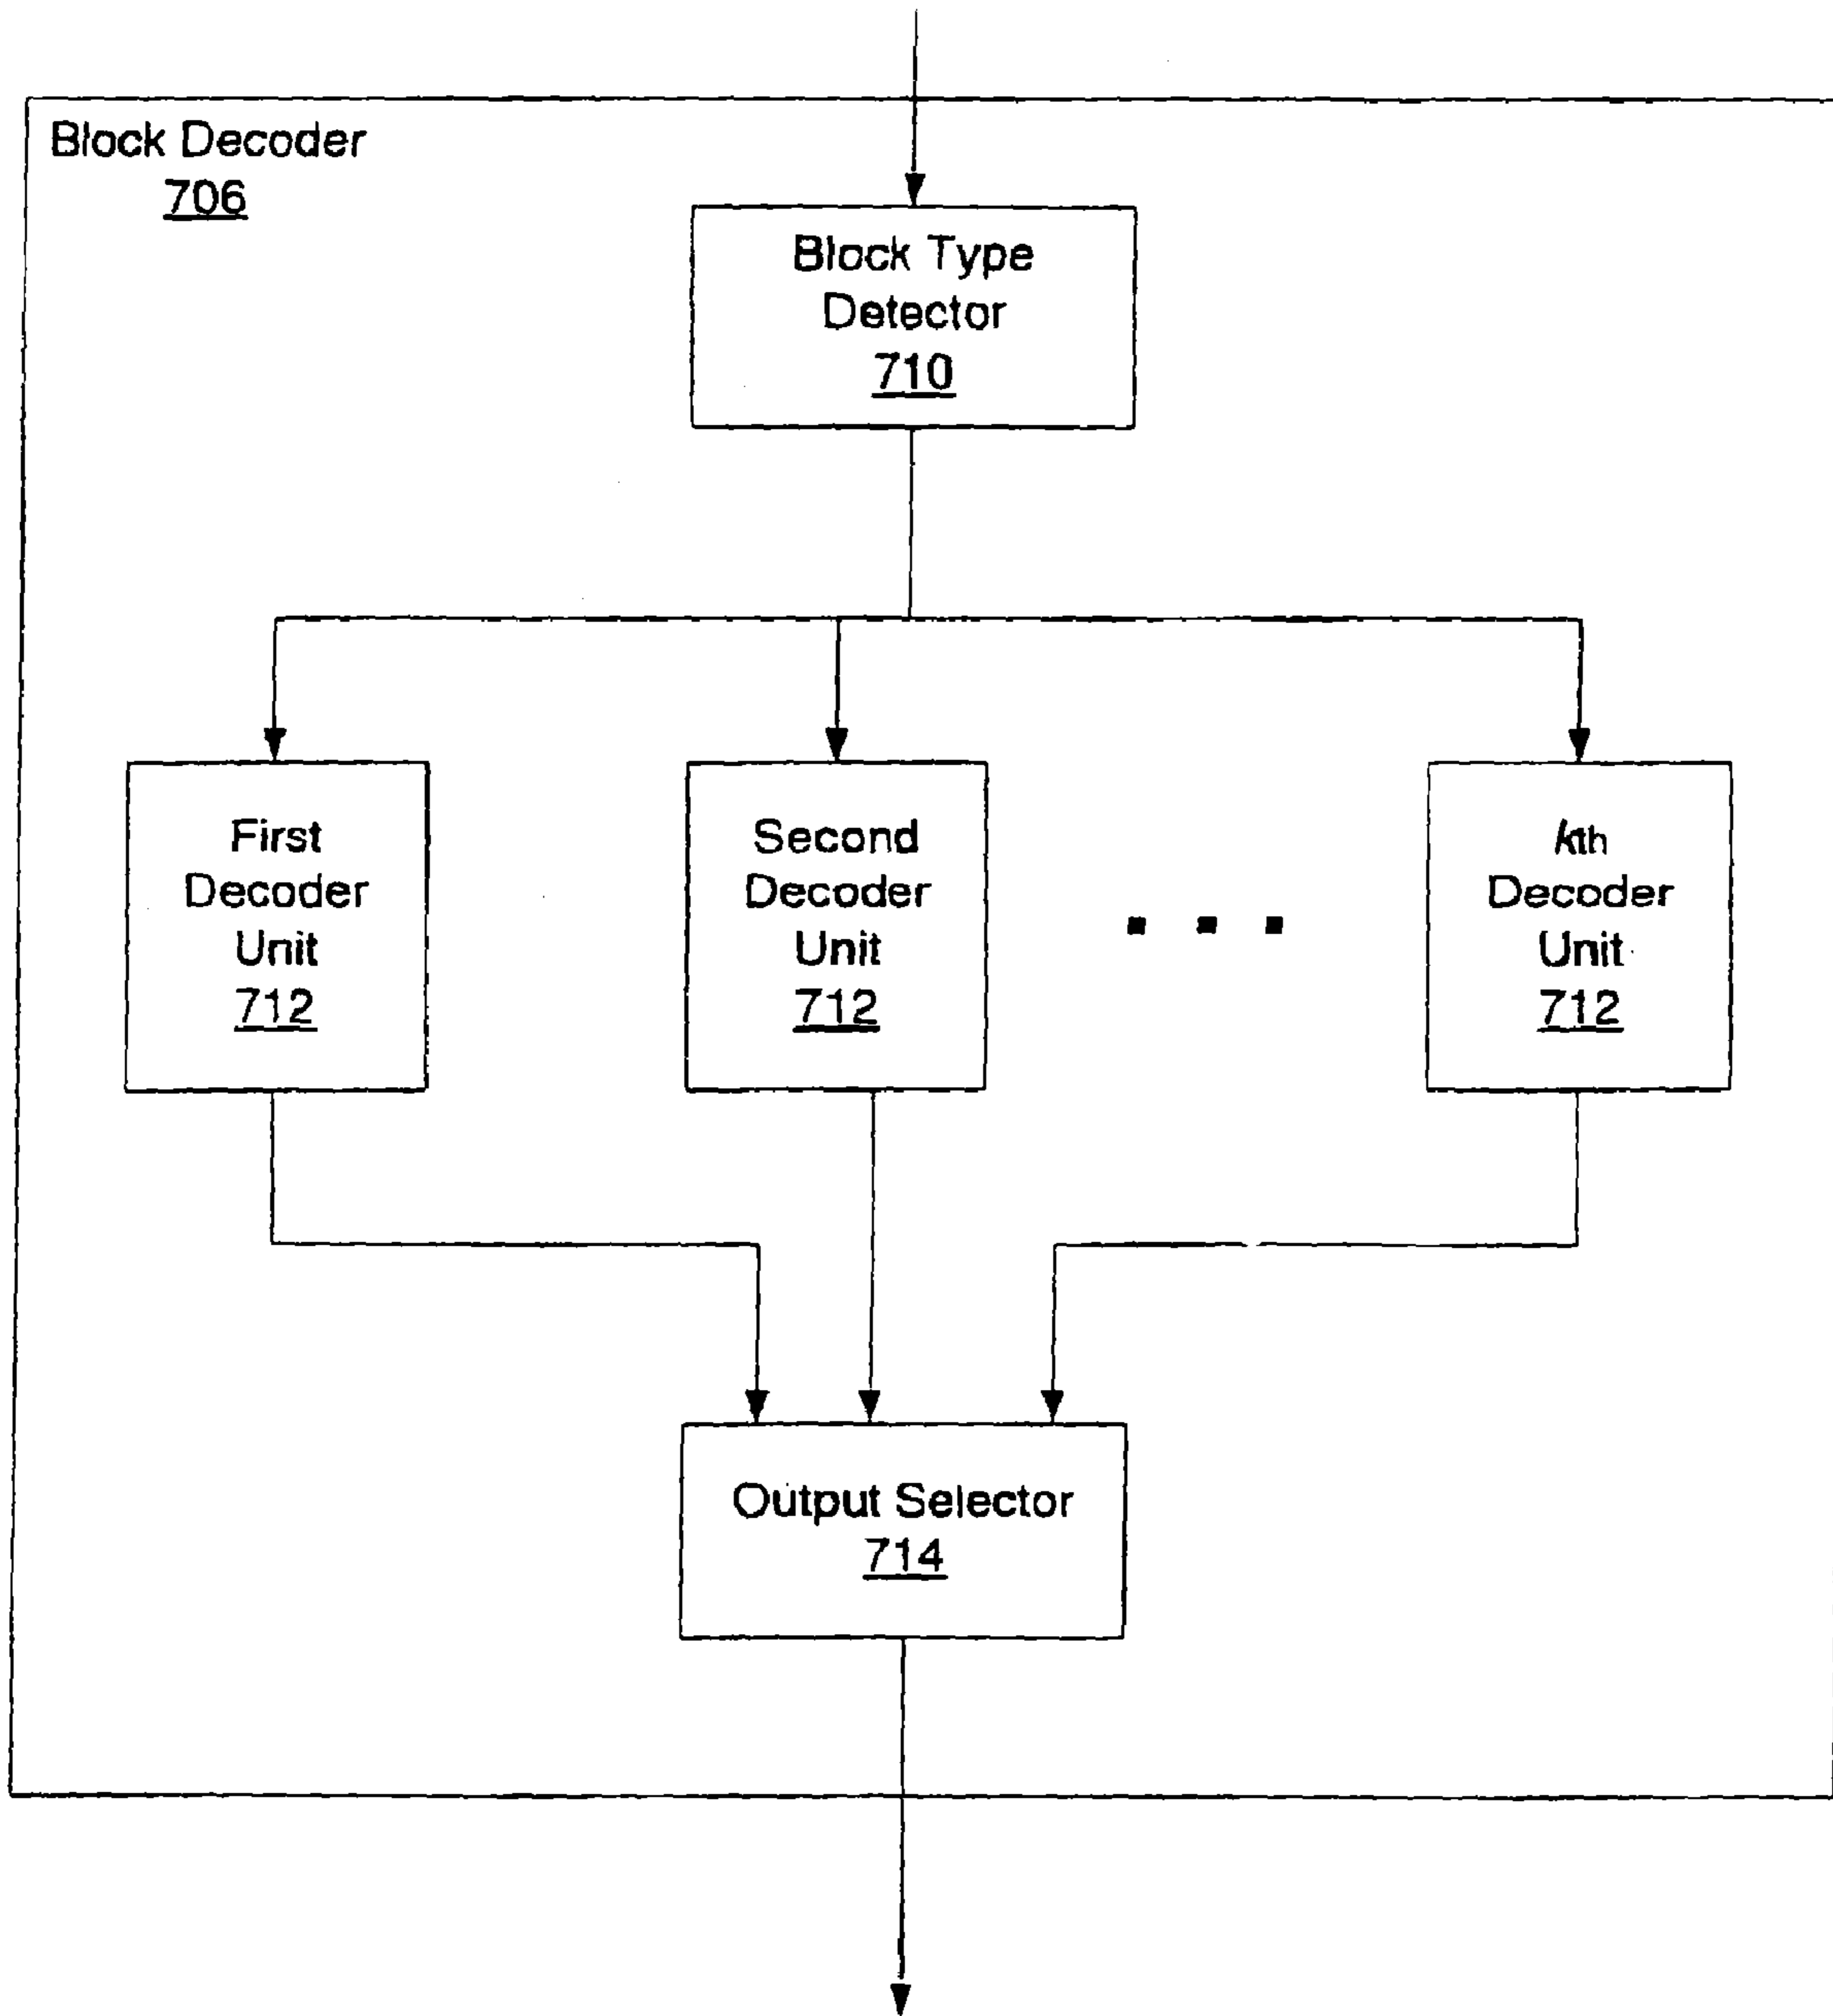 Block Decoder
706
Block Type
Detector
710
First
Decoder
Unit
712
Second
Decoder
Unit
712
. . .
kth
Decoder
Unit
712
Output Selector
714